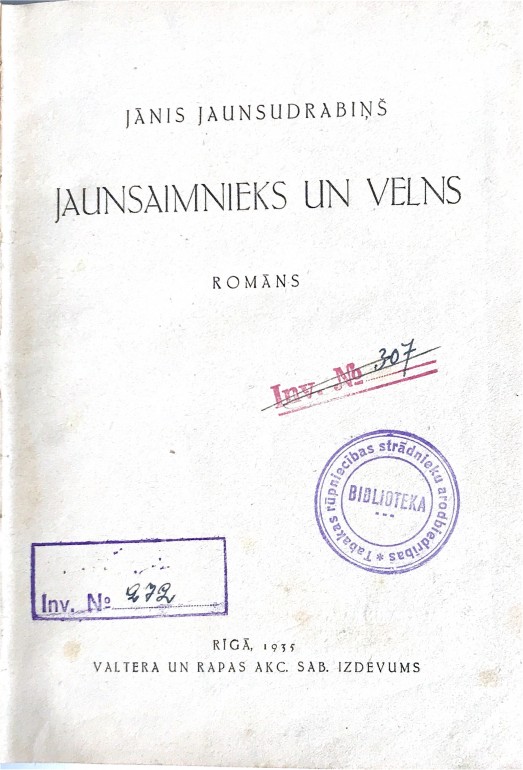 JĀNIS JAUNSUDRABIŅŠ
JAUNSAIMNIEKS UN VELNS
ROMĀNS
Inv. № 307
Tabakas rūpniecības strādnieku arodbiedrības *
BIBLIOTEKA
Inv. № 272
RĪGĀ, 1935
VALTERA UN RAPAS AKC. SAB. IZDEVUMS